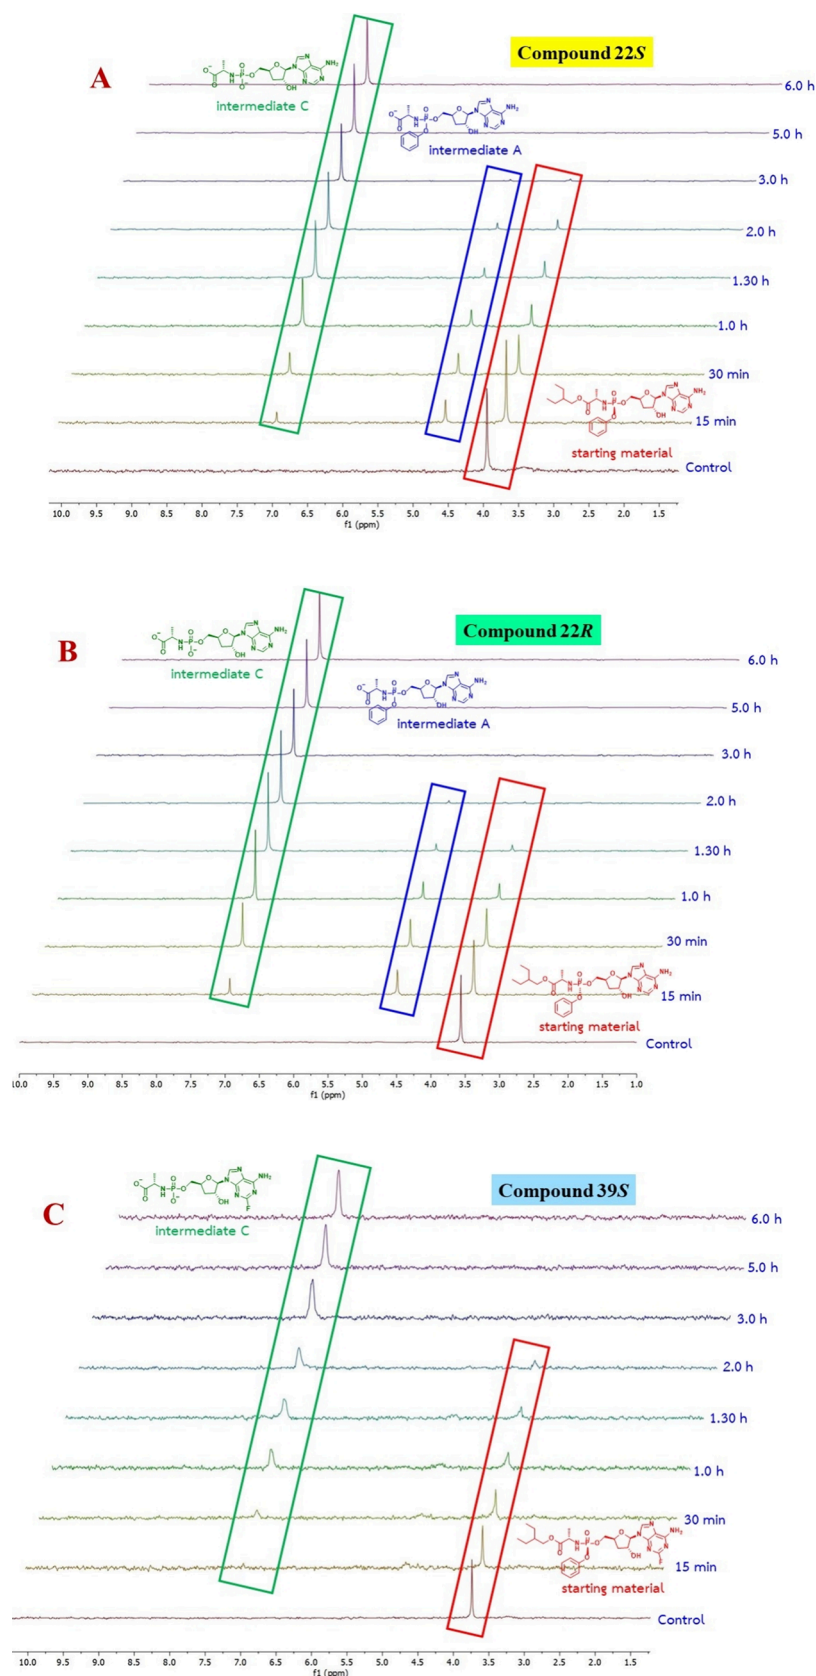 A
Compound 22S
intermediate C
intermediate A
6.0 h
5.0 h
3.0 h
2.0 h
1.30 h
1.0 h
30 min
15 min
starting material
Control
10.0 9.5 9.0 8.5 8.0 7.5 7.0 6.5 6.0 5.5 5.0 4.5 4.0 3.5 3.0 2.5 2.0 1.5
f1 (ppm)
B
Compound 22R
intermediate C
intermediate A
6.0 h
5.0 h
3.0 h
2.0 h
1.30 h
1.0 h
30 min
15 min
starting material
Control
10.0 9.5 9.0 8.5 8.0 7.5 7.0 6.5 6.0 5.5 5.0 4.5 4.0 3.5 3.0 2.5 2.0 1.5 1.0
f1 (ppm)
C
Compound 39S
intermediate C
6.0 h
5.0 h
3.0 h
2.0 h
1.30 h
1.0 h
30 min
15 min
starting material
Control
10.0 9.5 9.0 8.5 8.0 7.5 7.0 6.5 6.0 5.5 5.0 4.5 4.0 3.5 3.0 2.5 2.0 1.5
f1 (ppm)